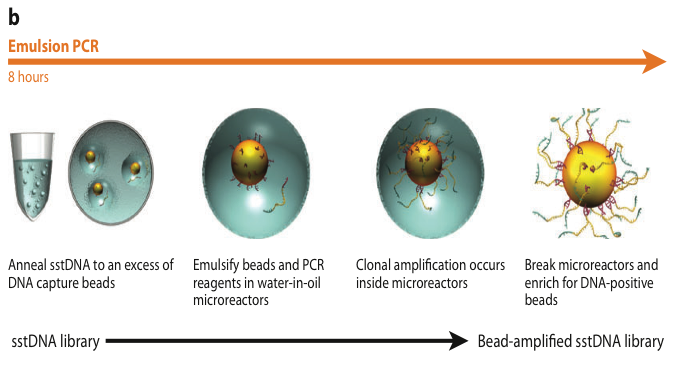 b
Emulsion PCR
8 hours
Anneal sstDNA to an excess of
DNA capture beads
Emulsify beads and PCR
reagents in water-in-oil
microreactors
Clonal amplification occurs
inside microreactors
Break microreactors and
enrich for DNA-positive
beads
sstDNA library
Bead-amplified sstDNA library